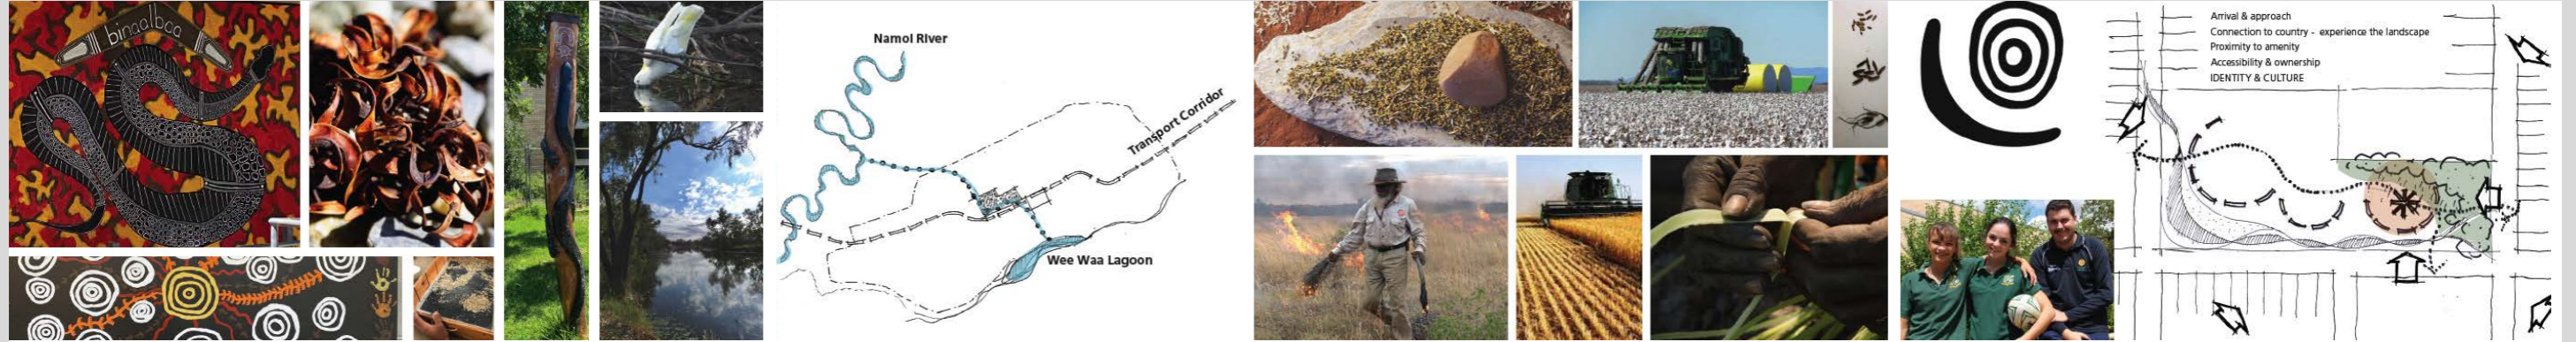 binaalbaa
Namoi River
Transport Corridor
Wee Waa Lagoon
Arrival & approach
Connection to country - experience the landscape
Proximity to amenity
Accessibility & ownership
IDENTITY & CULTURE